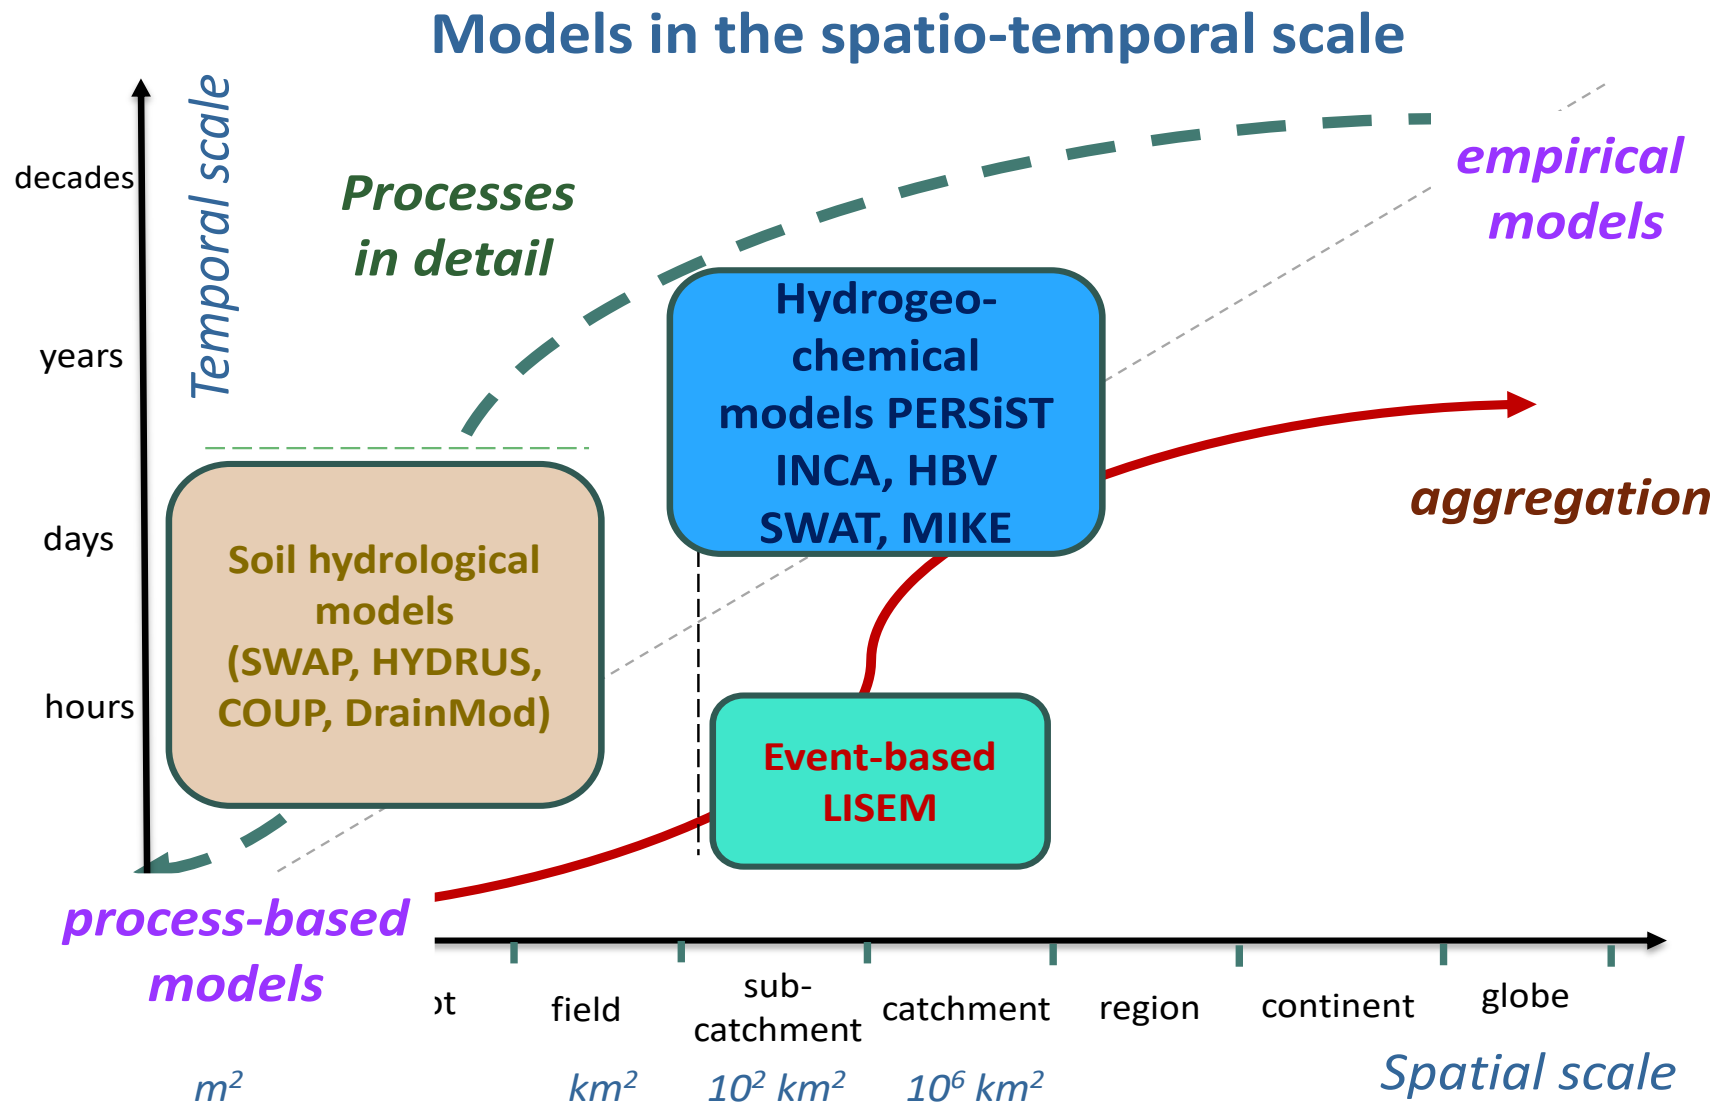 Models in the spatio-temporal scale
Temporal scale
decades
years
days
hours
Processes
in detail
empirical
models
Hydrogeo-
chemical
models PERSiST
INCA, HBV
SWAT, MIKE
aggregation
Soil hydrological
models
(SWAP, HYDRUS,
COUP, DrainMod)
Event-based
LISEM
process-based
models
field
sub-
catchment
catchment
region
continent
globe
m²
km²
10² km²
10⁶ km²
Spatial scale